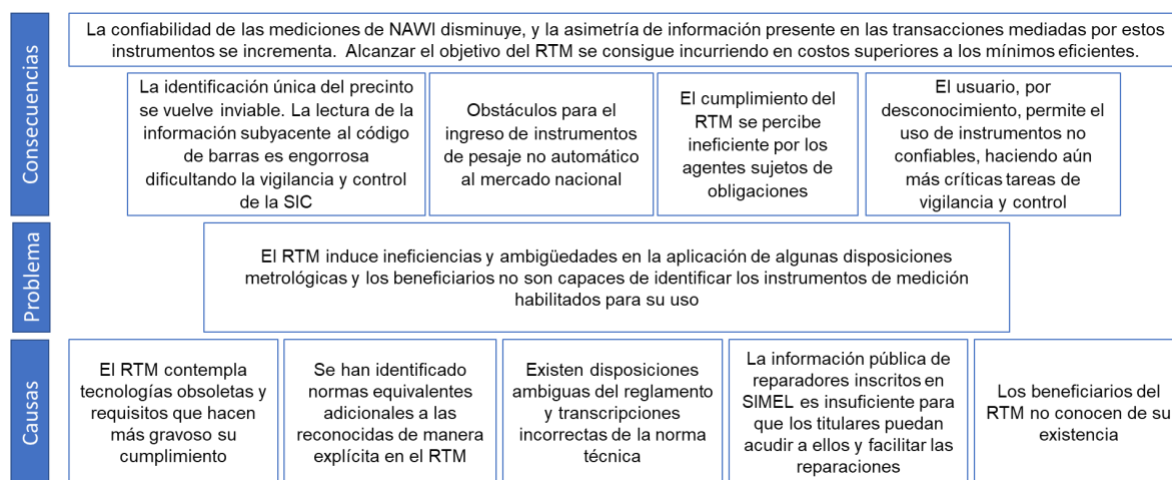 Consecuencias
La confiabilidad de las mediciones de NAWI disminuye, y la asimetría de información presente en las transacciones mediadas por estos
instrumentos se incrementa.  Alcanzar el objetivo del RTM se consigue incurriendo en costos superiores a los mínimos eficientes.
La identificación única del precinto
se vuelve inviable. La lectura de la
información subyacente al código
de barras es engorrosa
dificultando la vigilancia y control
de la SIC
Obstáculos para el
ingreso de instrumentos
de pesaje no automático
al mercado nacional
El cumplimiento del
RTM se percibe
ineficiente por los
agentes sujetos de
obligaciones
El usuario, por
desconocimiento, permite el
uso de instrumentos no
confiables, haciendo aún
más críticas tareas de
vigilancia y control
Problema
El RTM induce ineficiencias y ambigüedades en la aplicación de algunas disposiciones
metrológicas y los beneficiarios no son capaces de identificar los instrumentos de medición
habilitados para su uso
Causas
El RTM contempla
tecnologías obsoletas y
requisitos que hacen
más gravoso su
cumplimiento
Se han identificado
normas equivalentes
adicionales a las
reconocidas de manera
explícita en el RTM
Existen disposiciones
ambiguas del reglamento
y transcripciones
incorrectas de la norma
técnica
La información pública de
reparadores inscritos en
SIMEL es insuficiente para
que los titulares puedan
acudir a ellos y facilitar las
reparaciones
Los beneficiarios del
RTM no conocen de su
existencia